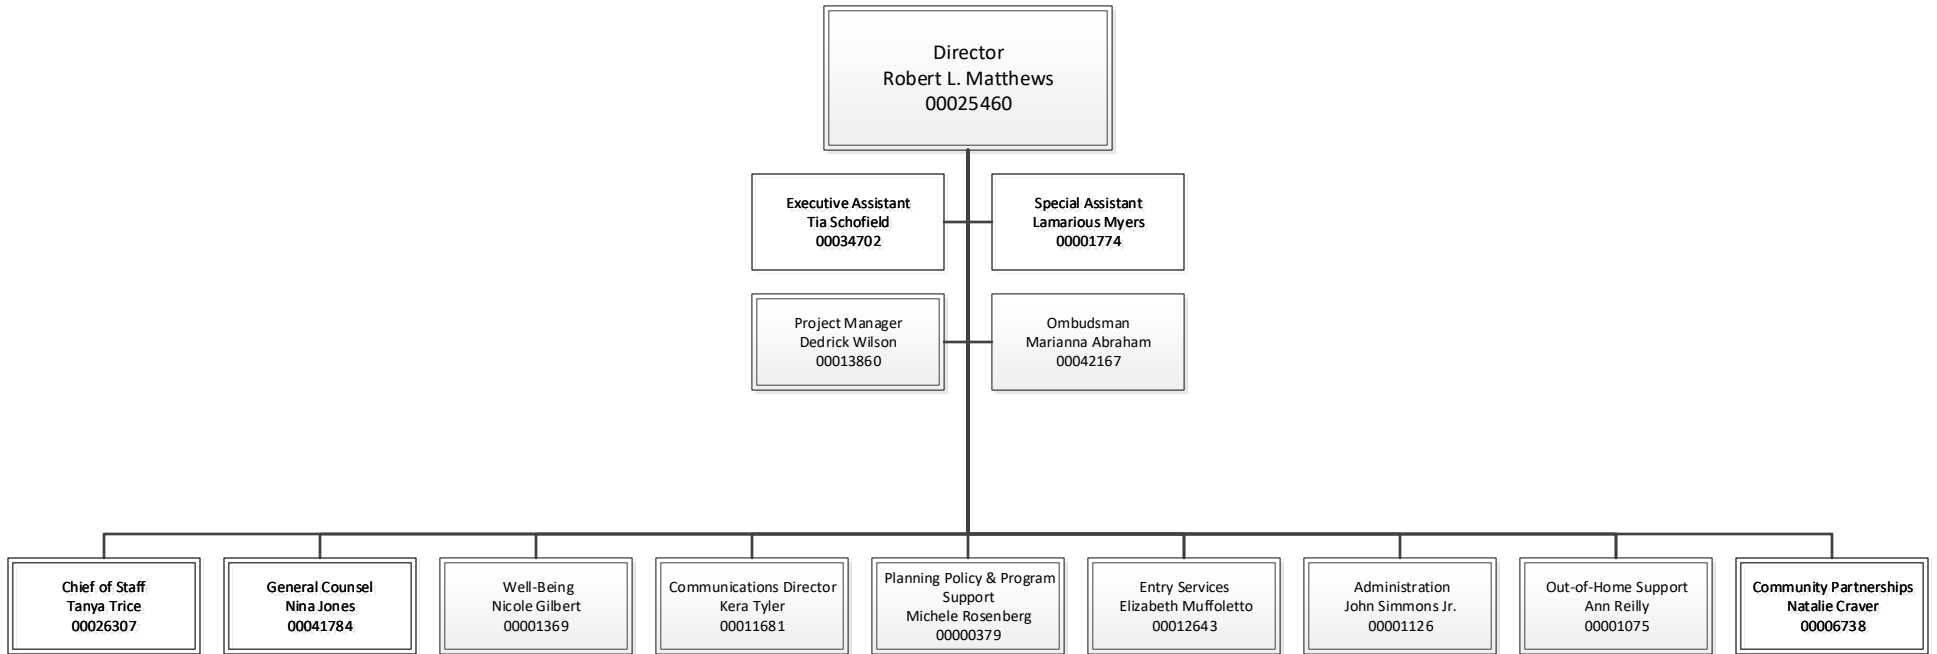 Director
Robert L. Matthews
00025460
Executive Assistant
Tia Schofield
00034702
Special Assistant
Lamarious Myers
00001774
Project Manager
Dedrick Wilson
00013860
Ombudsman
Marianna Abraham
00042167
Chief of Staff
Tanya Trice
00026307
General Counsel
Nina Jones
00041784
Well-Being
Nicole Gilbert
00001369
Communications Director
Kera Tyler
00011681
Planning Policy & Program
Support
Michele Rosenberg
00000379
Entry Services
Elizabeth Muffoletto
00012643
Administration
John Simmons Jr.
00001126
Out-of-Home Support
Ann Reilly
00001075
Community Partnerships
Natalie Craver
00006738